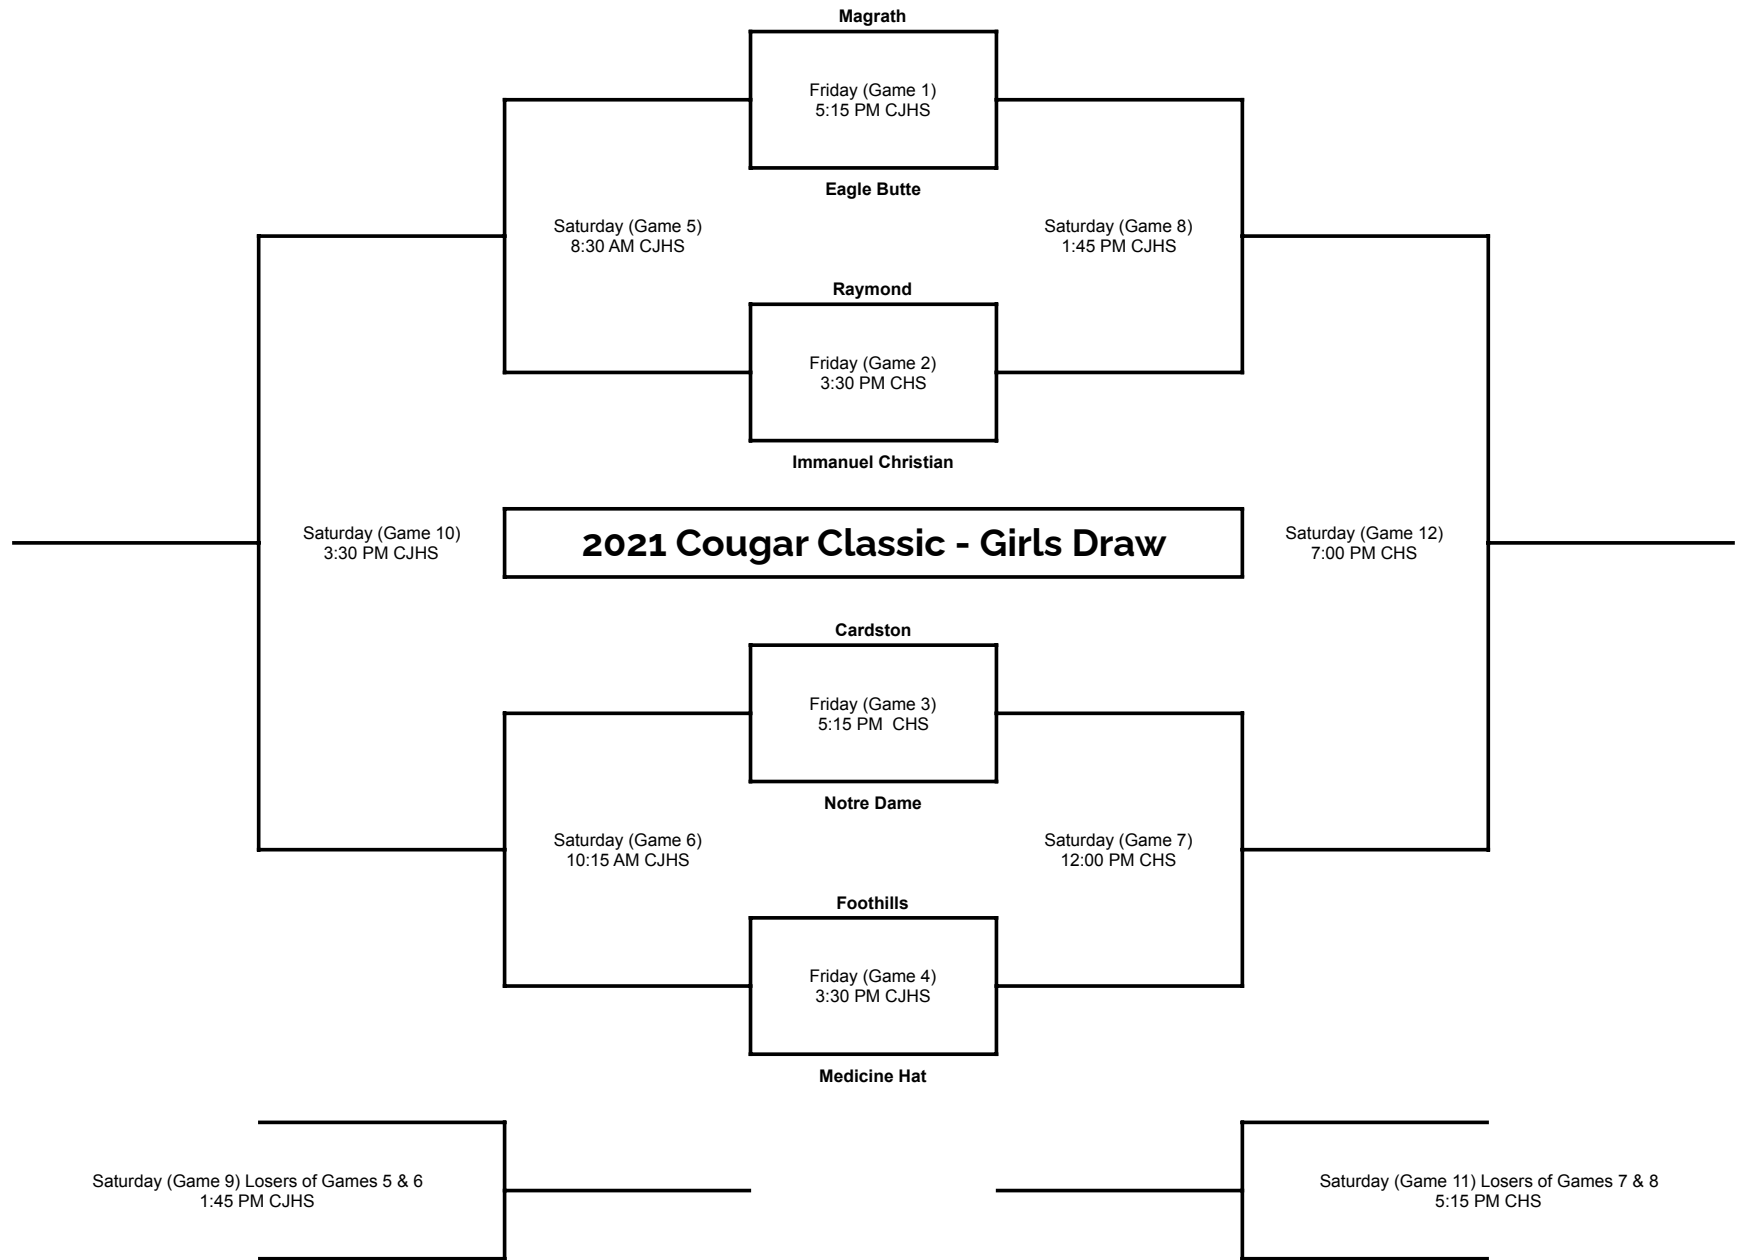 Magrath
Friday (Game 1)
5:15 PM CJHS
Eagle Butte
Saturday (Game 5)
8:30 AM CJHS
Saturday (Game 8)
1:45 PM CJHS
Raymond
Friday (Game 2)
3:30 PM CHS
Immanuel Christian
Saturday (Game 10)
3:30 PM CJHS
2021 Cougar Classic - Girls Draw
Saturday (Game 12)
7:00 PM CHS
Cardston
Friday (Game 3)
5:15 PM  CHS
Notre Dame
Saturday (Game 6)
10:15 AM CJHS
Saturday (Game 7)
12:00 PM CHS
Foothills
Friday (Game 4)
3:30 PM CJHS
Medicine Hat
Saturday (Game 9) Losers of Games 5 & 6
1:45 PM CJHS
Saturday (Game 11) Losers of Games 7 & 8
5:15 PM CHS